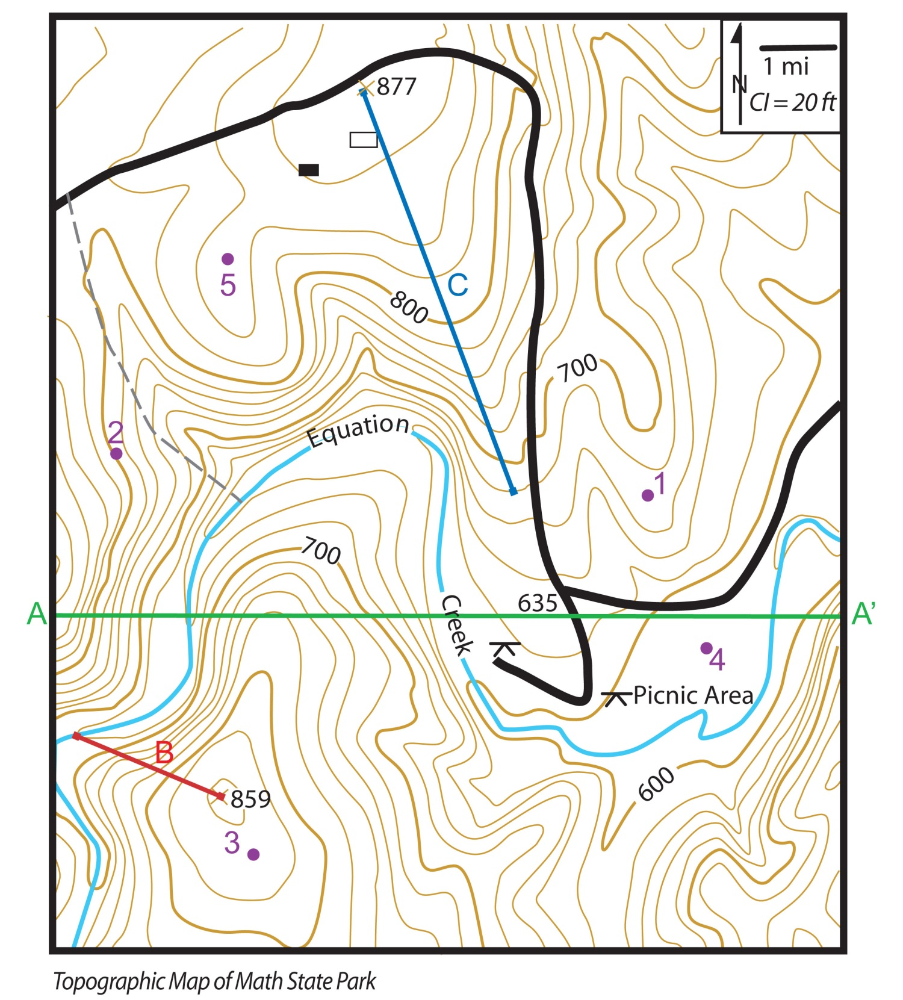 877
1 mi
N
CI = 20 ft
5
C
800
700
2
Equation
1
700
A
635
A'
Creek
4
Picnic Area
B
600
859
3
Topographic Map of Math State Park